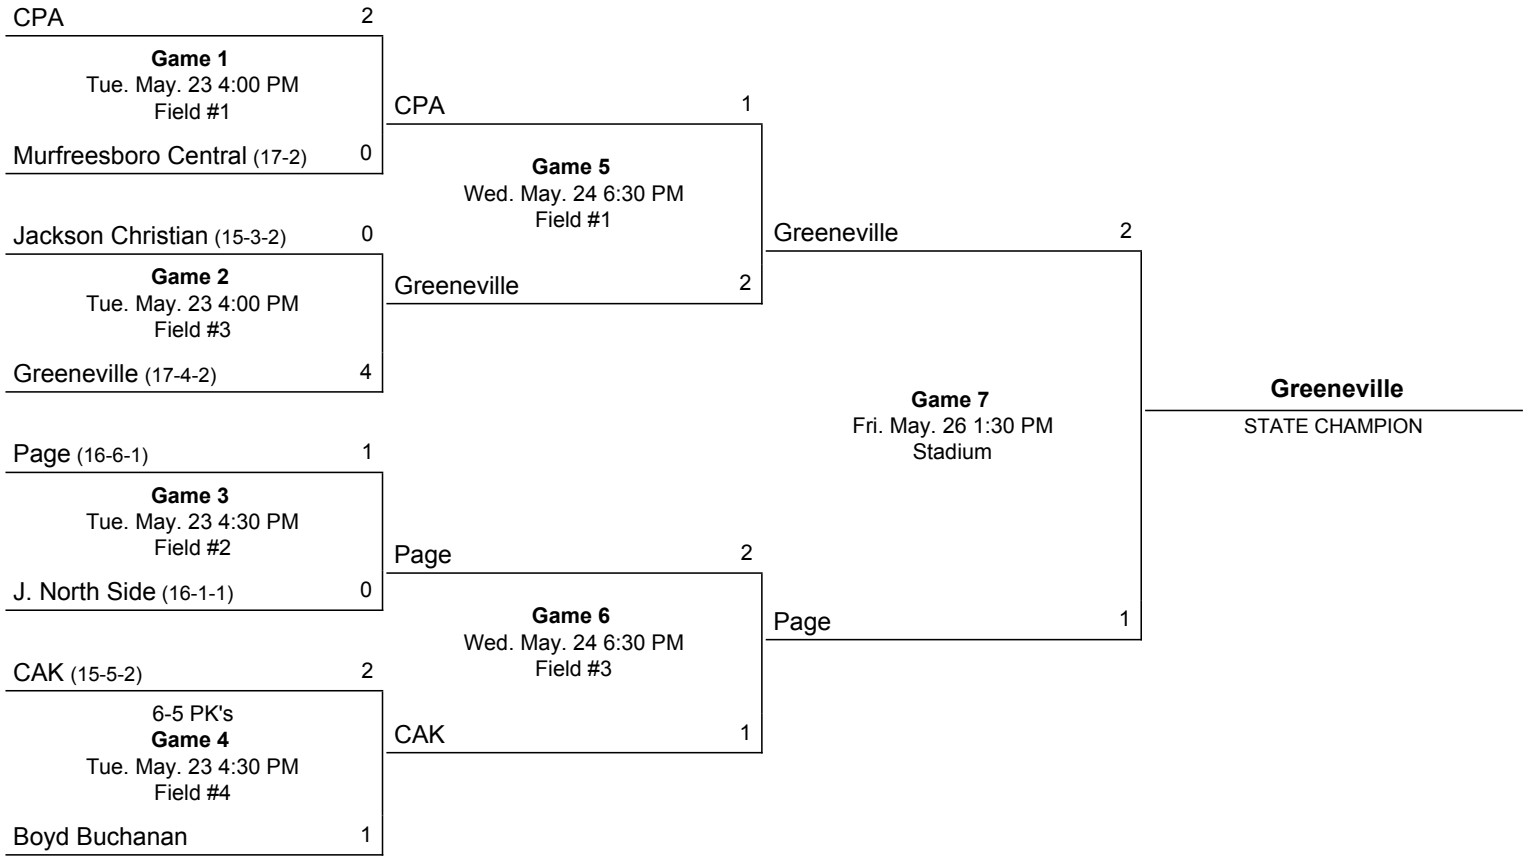 CPA 2
Game 1
Tue. May. 23 4:00 PM
Field #1
Murfreesboro Central (17-2) 0
Jackson Christian (15-3-2) 0
Game 2
Tue. May. 23 4:00 PM
Field #3
Greeneville (17-4-2) 4
Page (16-6-1) 1
Game 3
Tue. May. 23 4:30 PM
Field #2
J. North Side (16-1-1) 0
CAK (15-5-2) 2
6-5 PK's
Game 4
Tue. May. 23 4:30 PM
Field #4
Boyd Buchanan 1
CPA 1
Game 5
Wed. May. 24 6:30 PM
Field #1
Greeneville 2
Page 2
Game 6
Wed. May. 24 6:30 PM
Field #3
CAK 1
Greeneville 2
Game 7
Fri. May. 26 1:30 PM
Stadium
Page 1
Greeneville
STATE CHAMPION